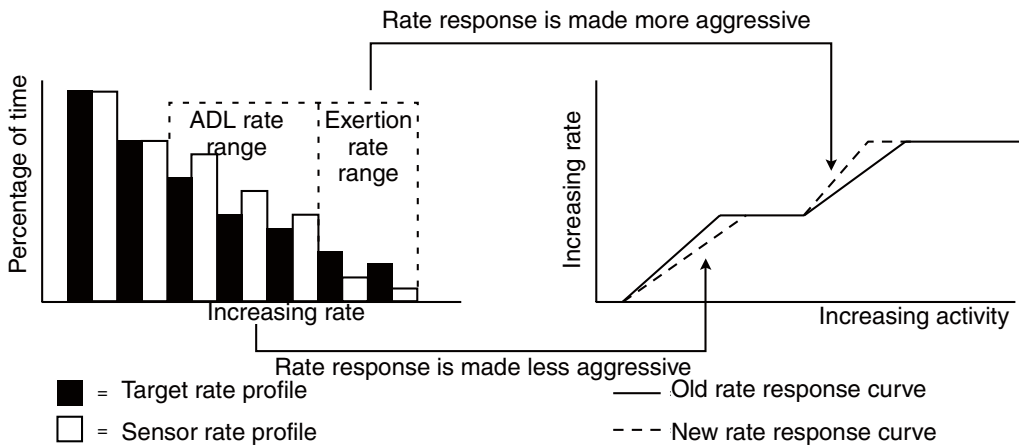 Rate response is made more aggressive
Percentage of time
ADL rate
range
Exertion
rate
range
Increasing rate
Increasing rate
Increasing activity
Rate response is made less aggressive
= Target rate profile
= Sensor rate profile
Old rate response curve
New rate response curve